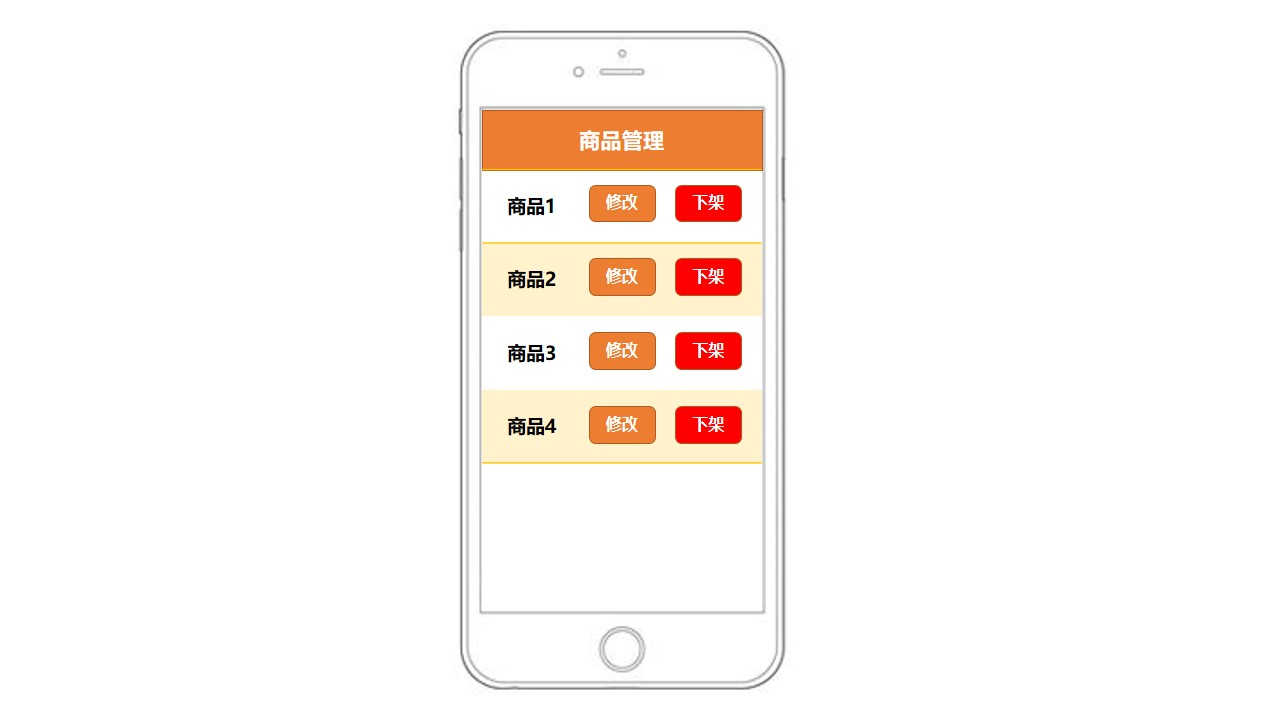 商品管理
商品1 修改 下架
商品2 修改 下架
商品3 修改 下架
商品4 修改 下架